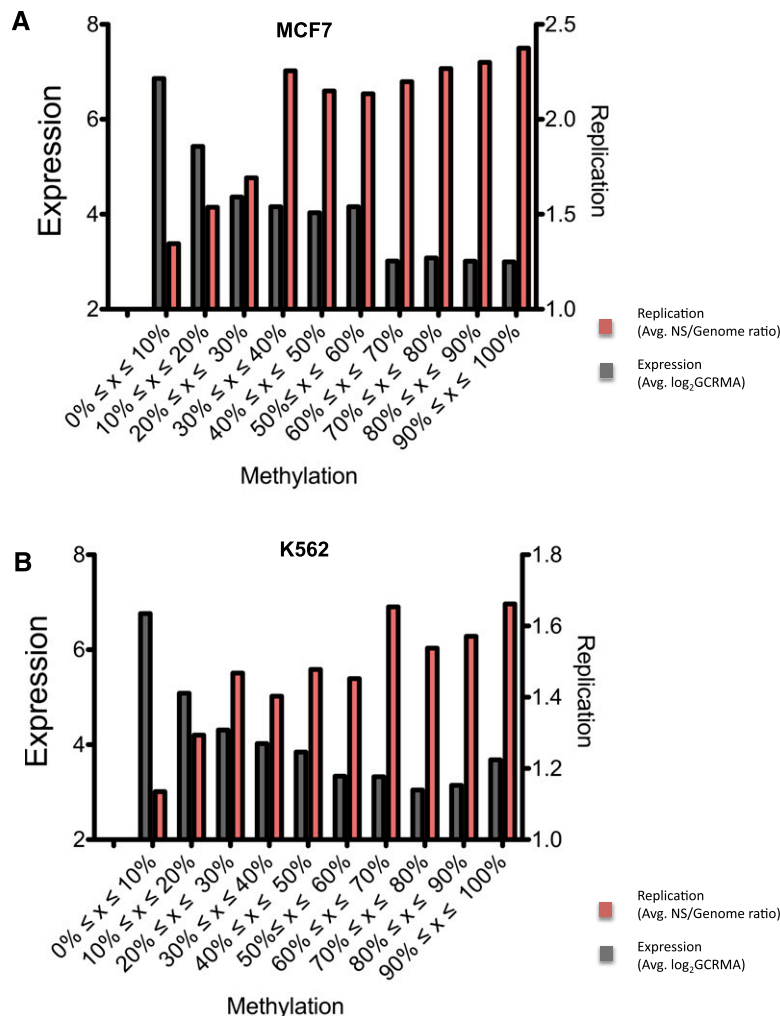 A
MCF7
8
6
4
2
Expression
2.5
2.0
1.5
1.0
Replication
0% ≤ x ≤ 10%
10% ≤ x ≤ 20%
20% ≤ x ≤ 30%
30% ≤ x ≤ 40%
40% ≤ x ≤ 50%
50%≤ x ≤ 60%
60% ≤ x ≤ 70%
70% ≤ x ≤ 80%
80% ≤ x ≤ 90%
90% ≤ x ≤ 100%
Methylation
Replication
(Avg. NS/Genome ratio)
Expression
(Avg. log₂GCRMA)
B
K562
8
6
4
2
Expression
1.8
1.6
1.4
1.2
1.0
Replication
0% ≤ x ≤ 10%
10% ≤ x ≤ 20%
20% ≤ x ≤ 30%
30% ≤ x ≤ 40%
40% ≤ x ≤ 50%
50%≤ x ≤ 60%
60% ≤ x ≤ 70%
70% ≤ x ≤ 80%
80% ≤ x ≤ 90%
90% ≤ x ≤ 100%
Methylation
Replication
(Avg. NS/Genome ratio)
Expression
(Avg. log₂GCRMA)